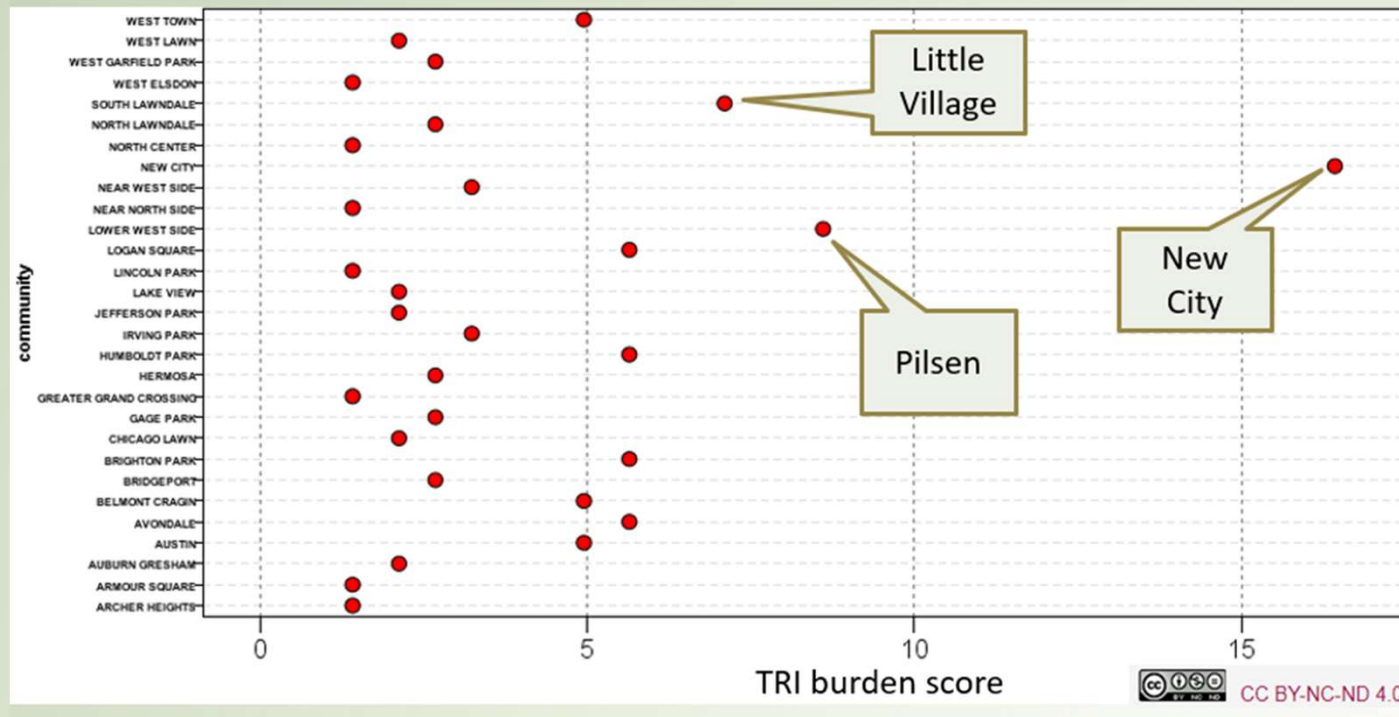 WEST TOWN
WEST LAWN
WEST GARFIELD PARK
WEST ELSDON
SOUTH LAWNDALE
NORTH LAWNDALE
NORTH CENTER
NEW CITY
NEAR WEST SIDE
NEAR NORTH SIDE
LOWER WEST SIDE
LOGAN SQUARE
LINCOLN PARK
LAKE VIEW
JEFFERSON PARK
IRVING PARK
HUMBOLDT PARK
HERMOSA
GREATER GRAND CROSSING
GAGE PARK
CHICAGO LAWN
BRIGHTON PARK
BRIDGEPORT
BELMONT CRAGIN
AVONDALE
AUSTIN
AUBURN GRESHAM
ARMOUR SQUARE
ARCHER HEIGHTS
community
Little
Village
New
City
Pilsen
0 5 10 15
TRI burden score
cc BY NC ND
CC BY-NC-ND 4.0